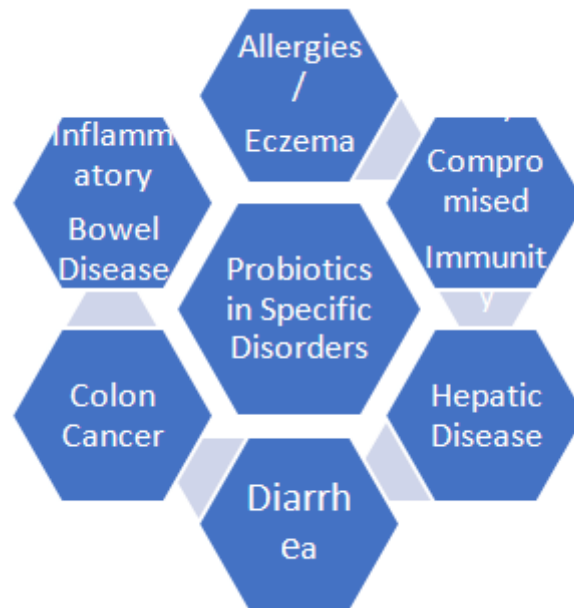 Allergies
/
Eczema
Compro
mised
Immunit
y
Inflamm
atory
Bowel
Disease
Probiotics
in Specific
Disorders
Colon
Cancer
Hepatic
Disease
Diarrh
ea